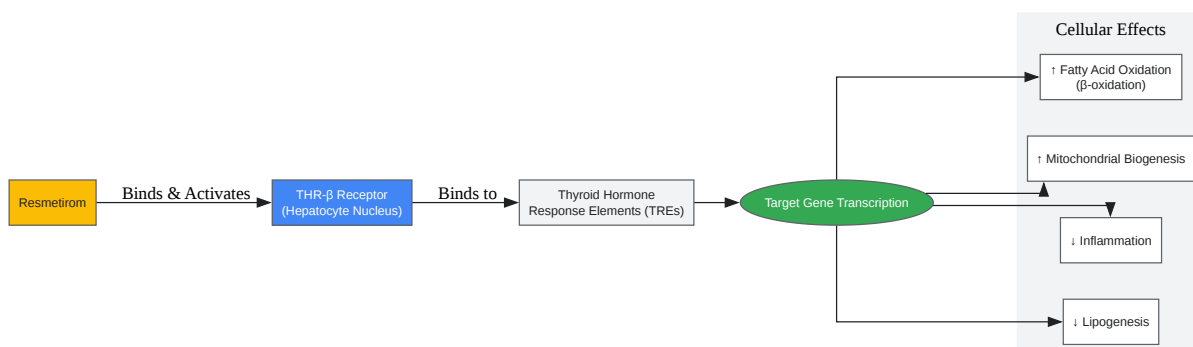 Cellular Effects
↑ Fatty Acid Oxidation
(β-oxidation)
↑ Mitochondrial Biogenesis
Resmetirom
Binds & Activates
THR-β Receptor
(Hepatocyte Nucleus)
Binds to
Thyroid Hormone
Response Elements (TREs)
Target Gene Transcription
↓ Inflammation
↓ Lipogenesis